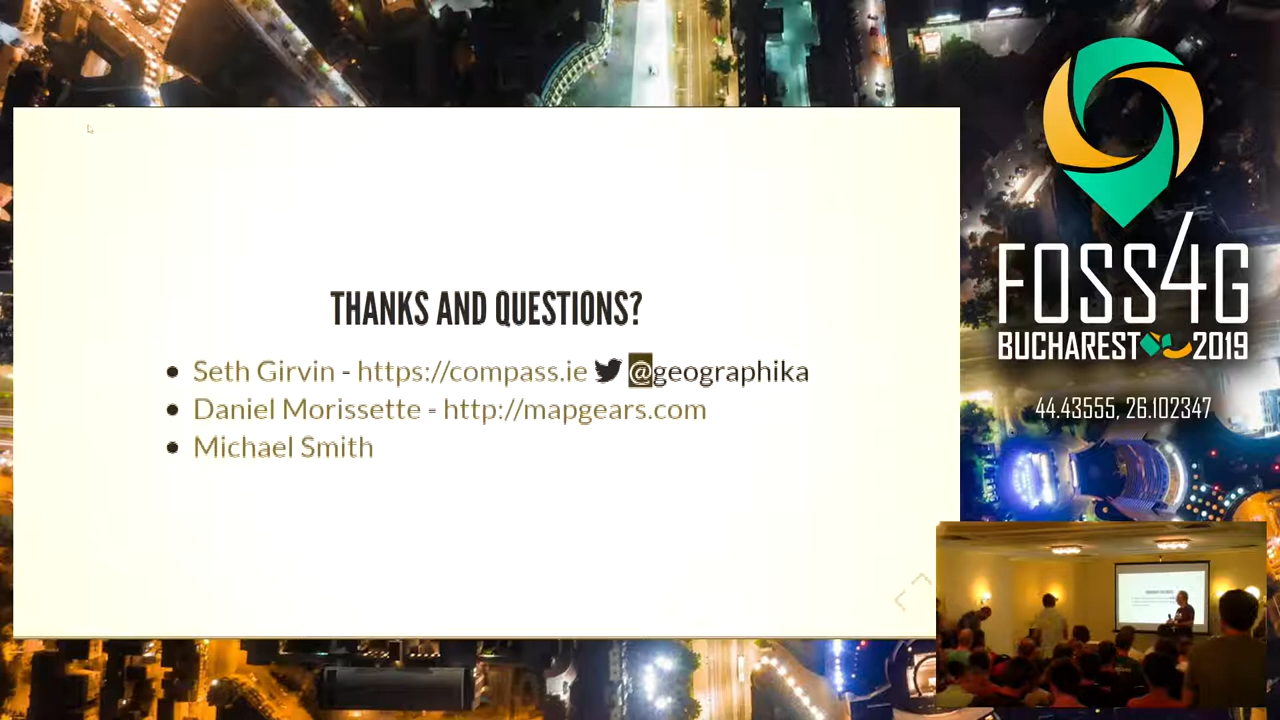 THANKS AND QUESTIONS?
Seth Girvin - https://compass.ie @geographika
Daniel Morissette - http://mapgears.com
Michael Smith
FOSS4G
BUCHAREST 2019
44.43555, 26.102347